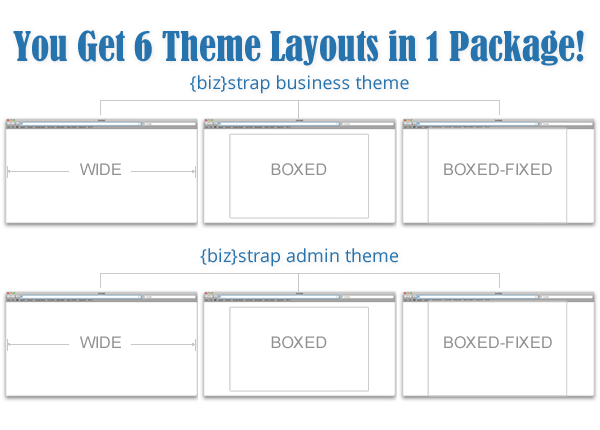 You Get 6 Theme Layouts in 1 Package!
{biz}strap business theme
WIDE
BOXED
BOXED-FIXED
{biz}strap admin theme
WIDE
BOXED
BOXED-FIXED